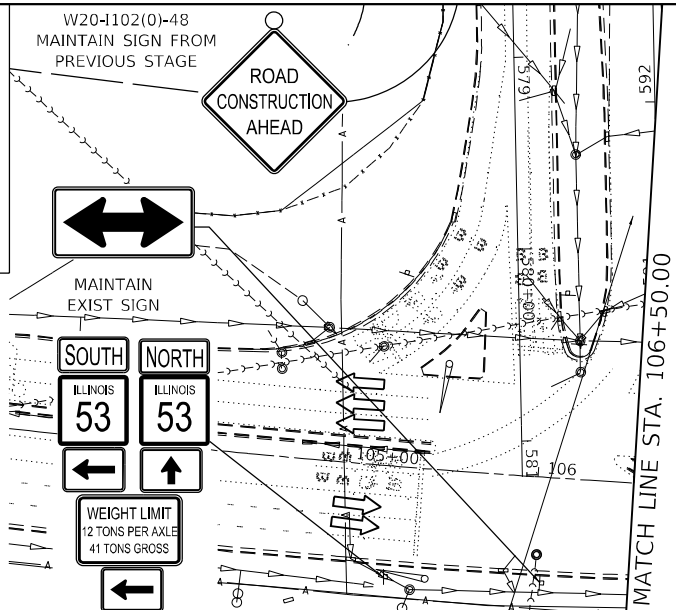 W20-I102(0)-48
MAINTAIN SIGN FROM
PREVIOUS STAGE
ROAD
CONSTRUCTION
AHEAD
579
592
MAINTAIN
EXIST SIGN
580+00
SOUTH
NORTH
ILLINOIS
53
ILLINOIS
53
105+00
581
106
WEIGHT LIMIT
12 TONS PER AXLE
41 TONS GROSS
MATCH LINE STA. 106+50.00
A
A
A
A
A
A
A
A
P
P